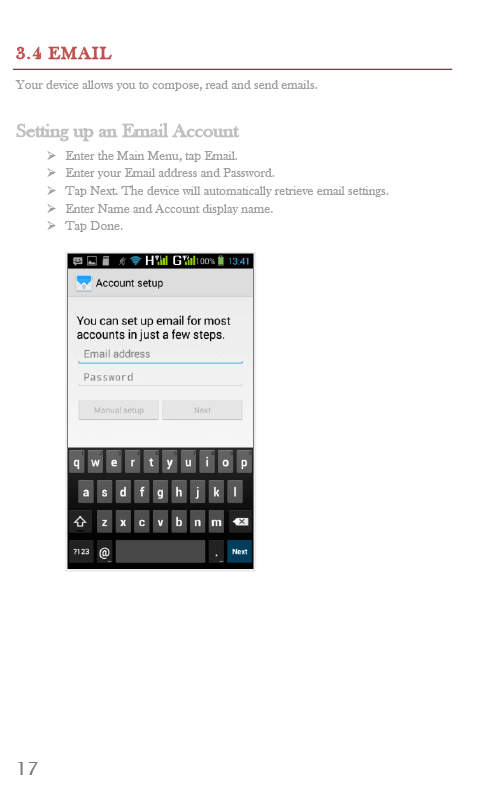 3.4 EMAIL
Your device allows you to compose, read and send emails.
Setting up an Email Account
➢ Enter the Main Menu, tap Email.
➢ Enter your Email address and Password.
➢ Tap Next. The device will automatically retrieve email settings.
➢ Enter Name and Account display name.
➢ Tap Done.
H G 100% 13:41
Account setup
You can set up email for most
accounts in just a few steps.
Email address
Password
Manual setup Next
q w e r t y u i o p
a s d f g h j k l
z x c v b n m
?123 @ . Next
17